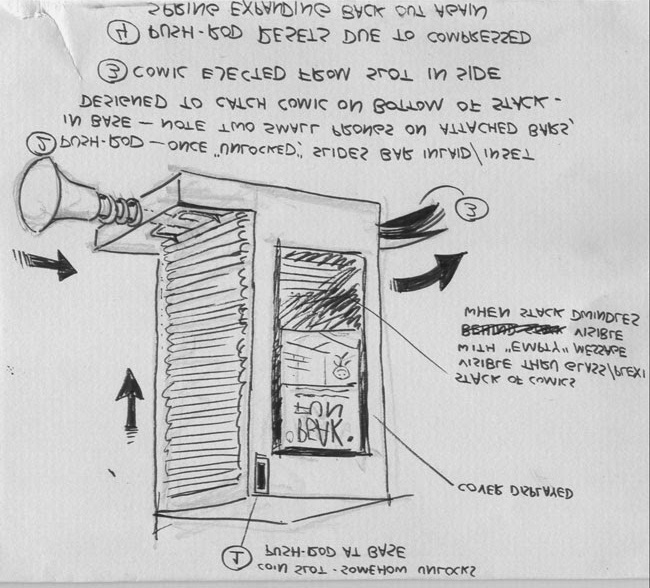 ① COIN SLOT - SOMEHOW UNLOCKS
PUSH-ROD AT BASE
COVER DISPLAYED
PEAK.
FUN
STACK OF COMICS
VISIBLE THRU GLASS/PLEXI
WITH "EMPTY" MESSAGE
VISIBLE
WHEN STACK DWINDLES
③
② PUSH-ROD — ONCE "UNLOCKED", SLIDES BAR INLAID/INSET
IN BASE — NOTE TWO SMALL PRONGS ON ATTACHED BARS,
DESIGNED TO CATCH COMIC ON BOTTOM OF STACK -
③ COMIC EJECTED FROM SLOT IN SIDE
④ PUSH-ROD RESETS DUE TO COMPRESSED
SPRING EXPANDING BACK OUT AGAIN